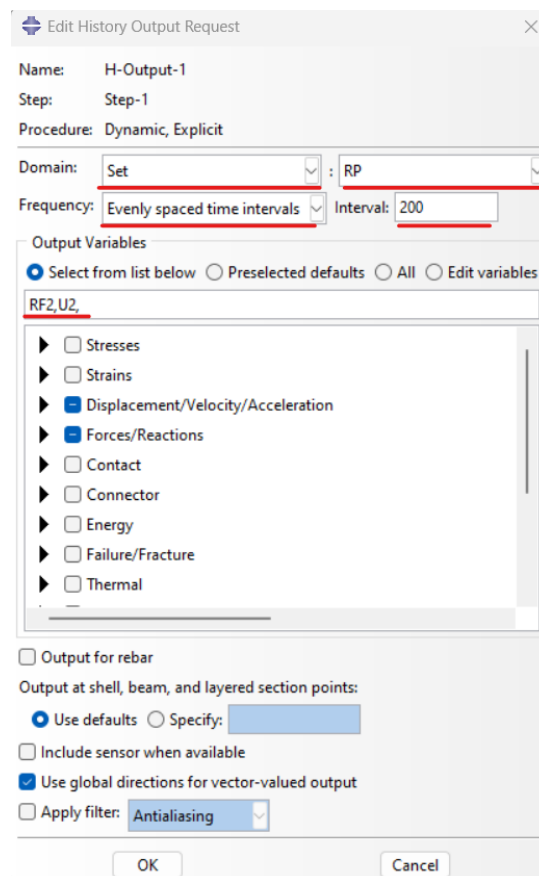 Edit History Output Request
Name: H-Output-1
Step: Step-1
Procedure: Dynamic, Explicit
Domain: Set : RP
Frequency: Evenly spaced time intervals Interval: 200
Output Variables
Select from list below Preselected defaults All Edit variables
RF2,U2,
Stresses
Strains
Displacement/Velocity/Acceleration
Forces/Reactions
Contact
Connector
Energy
Failure/Fracture
Thermal
Output for rebar
Output at shell, beam, and layered section points:
Use defaults Specify:
Include sensor when available
Use global directions for vector-valued output
Apply filter: Antialiasing
OK Cancel